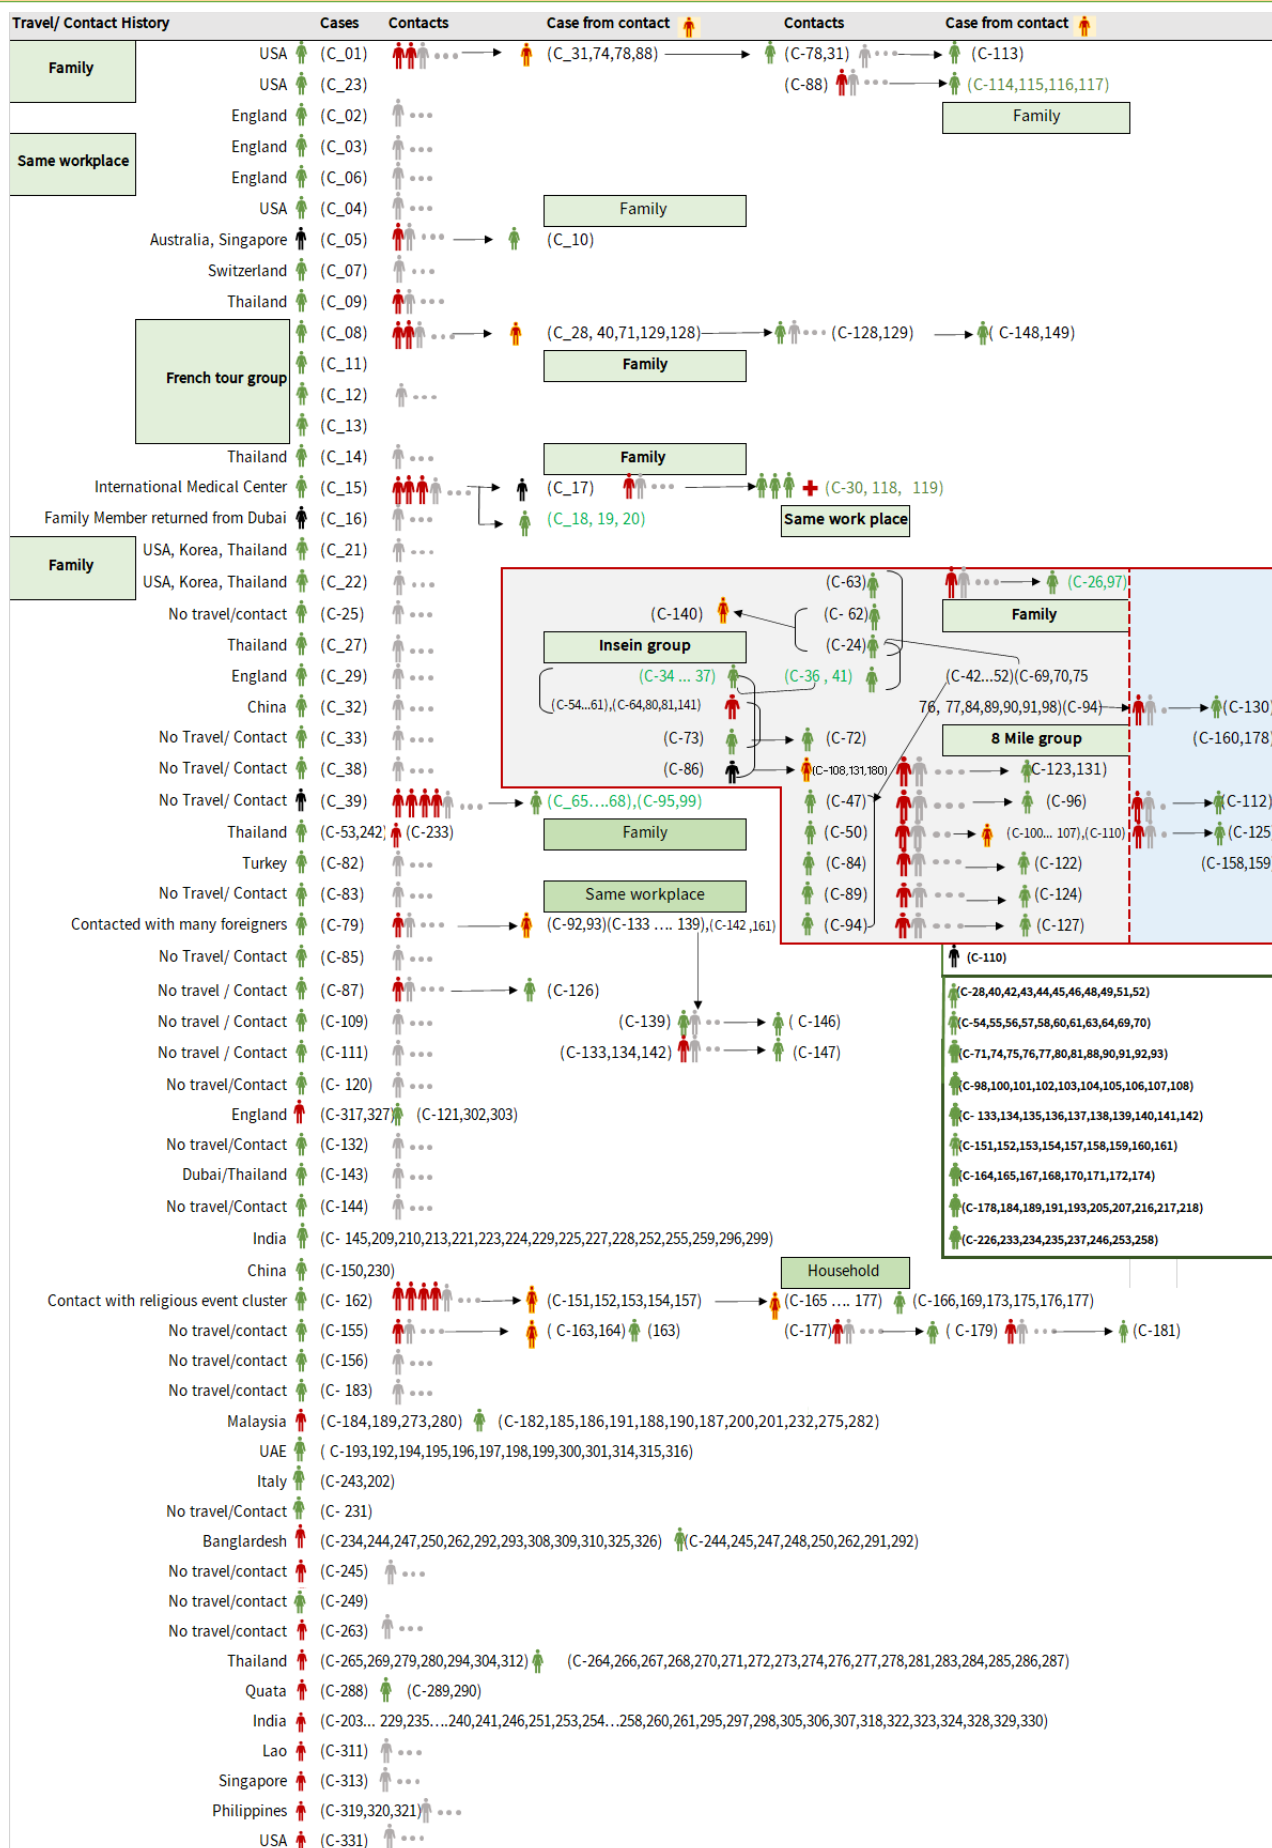 Travel/ Contact History Cases Contacts Case from contact Contacts Case from contact
Family USA (C_01) (C_31,74,78,88) (C-78,31) (C-113)
USA (C_23) (C-88) (C-114,115,116,117)
England (C_02) Family
Same workplace England (C_03)
England (C_06)
USA (C_04) Family
Australia, Singapore (C_05) (C_10)
Switzerland (C_07)
Thailand (C_09)
French tour group (C_08) (C_28, 40,71,129,128) (C-128,129) ( C-148,149)
(C_11) Family
(C_12)
(C_13)
Thailand (C_14) Family
International Medical Center (C_15) (C_17) (C-30, 118, 119)
Family Member returned from Dubai (C_16) (C_18, 19, 20) Same work place
Family USA, Korea, Thailand (C_21)
USA, Korea, Thailand (C_22) (C-63) (C-26,97)
No travel/contact (C-25) (C-140) (C- 62) Family
Thailand (C_27) Insein group (C-24)
England (C_29) (C-34 ... 37) (C-36 , 41) (C-42...52)(C-69,70,75
China (C_32) (C-54...61),(C-64,80,81,141) 76, 77,84,89,90,91,98)(C-94) (C-130)
No Travel/ Contact (C_33) (C-73) (C-72) 8 Mile group (C-160,178)
No Travel/ Contact (C_38) (C-86) (C-108,131,180) (C-123,131)
No Travel/ Contact (C_39) (C_65....68),(C-95,99) (C-47) (C-96) (C-112)
Thailand (C-53,242) (C-233) Family (C-50) (C-100... 107),(C-110) (C-125)
Turkey (C-82) (C-84) (C-122) (C-158,159
No Travel/ Contact (C-83) Same workplace (C-89) (C-124)
Contacted with many foreigners (C-79) (C-92,93)(C-133 .... 139),(C-142 ,161) (C-94) (C-127)
No Travel/ Contact (C-85) (C-110)
No travel / Contact (C-87) (C-126) (C-28,40,42,43,44,45,46,48,49,51,52)
No travel / Contact (C-109) (C-139) ( C-146) (C-54,55,56,57,58,60,61,63,64,69,70)
No travel / Contact (C-111) (C-133,134,142) (C-147) (C-71,74,75,76,77,80,81,88,90,91,92,93)
No travel/Contact (C- 120) (C-98,100,101,102,103,104,105,106,107,108)
England (C-317,327) (C-121,302,303) (C- 133,134,135,136,137,138,139,140,141,142)
No travel/Contact (C-132) (C-151,152,153,154,157,158,159,160,161)
Dubai/Thailand (C-143) (C-164,165,167,168,170,171,172,174)
No travel/Contact (C-144) (C-178,184,189,191,193,205,207,216,217,218)
India (C- 145,209,210,213,221,223,224,229,225,227,228,252,255,259,296,299) (C-226,233,234,235,237,246,253,258)
China (C-150,230) Household
Contact with religious event cluster (C- 162) (C-151,152,153,154,157) (C-165 .... 177) (C-166,169,173,175,176,177)
No travel/contact (C-155) ( C-163,164) (163) (C-177) ( C-179) (C-181)
No travel/contact (C-156)
No travel/contact (C- 183)
Malaysia (C-184,189,273,280) (C-182,185,186,191,188,190,187,200,201,232,275,282)
UAE ( C-193,192,194,195,196,197,198,199,300,301,314,315,316)
Italy (C-243,202)
No travel/Contact (C- 231)
Banglardesh (C-234,244,247,250,262,292,293,308,309,310,325,326) (C-244,245,247,248,250,262,291,292)
No travel/contact (C-245)
No travel/contact (C-249)
No travel/contact (C-263)
Thailand (C-265,269,279,280,294,304,312) (C-264,266,267,268,270,271,272,273,274,276,277,278,281,283,284,285,286,287)
Quata (C-288) (C-289,290)
India (C-203... 229,235....240,241,246,251,253,254...258,260,261,295,297,298,305,306,307,318,322,323,324,328,329,330)
Lao (C-311)
Singapore (C-313)
Philippines (C-319,320,321)
USA (C-331)